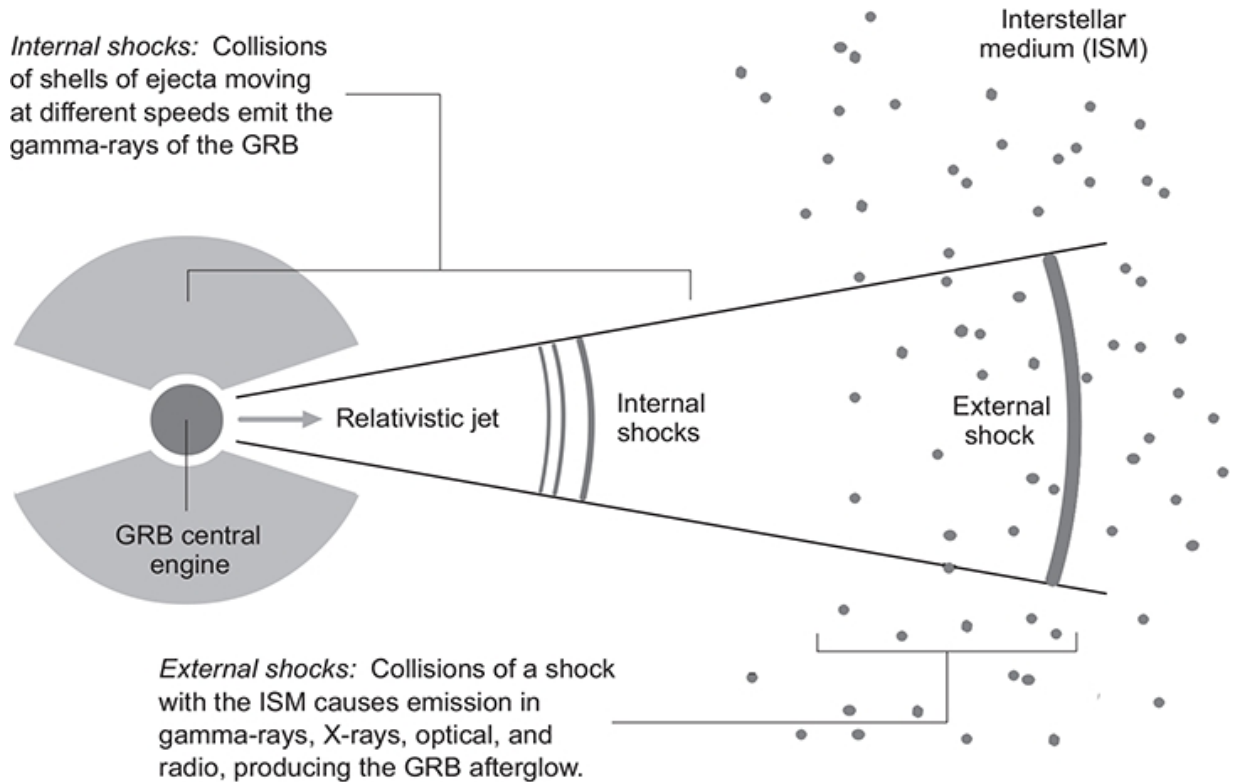 Internal shocks: Collisions
of shells of ejecta moving
at different speeds emit the
gamma-rays of the GRB
Interstellar
medium (ISM)
Relativistic jet
Internal
shocks
External
shock
GRB central
engine
External shocks: Collisions of a shock
with the ISM causes emission in
gamma-rays, X-rays, optical, and
radio, producing the GRB afterglow.